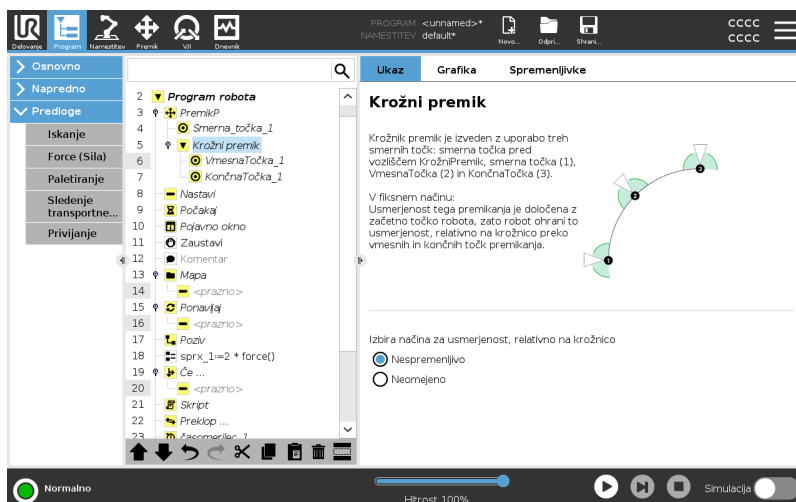 PROGRAM <unnamed>*
NAMESTITEV default*
CCCC
CCCC
Delovanje Program Namestitev Premik V/I Dnevnik
Novo... Odpri... Shrani...
Osnovno
Napredno
Predloge
Iskanje
Force (Sila)
Paletiranje
Sledenje
transportne...
Privijanje
2 Program robota
3 PremikP
4 Smerna_točka_1
5 Krožni premik
6 VmesnaTočka_1
7 KončnaTočka_1
8 Nastavi
9 Počakaj
10 Pojavno okno
11 Zaustavi
12 Komentar
13 Mapa
14 <prazno>
15 Ponavljaj
16 <prazno>
17 Poziv
18 sprx_1≔2 * force()
19 Če ...
20 <prazno>
21 Skript
22 Preklop ...
23 časomerilec_1
Ukaz Grafika Spremenljivke
Krožni premik
Krožnik premik je izveden z uporabo treh
smernih točk: smerna točka pred
vozliščem KrožniPremik, smerna točka (1),
VmesnaTočka (2) in KončnaTočka (3).
V fiksnem načinu:
Usmerjenost tega premikanja je določena z
začetno točko robota, zato robot ohrani to
usmerjenost, relativno na krožnico preko
vmesnih in končnih točk premikanja.
1
2
3
Izbira načina za usmerjenost, relativno na krožnico
Nespremenljivo
Neomejeno
Normalno
Hitrost 100%
Simulacija